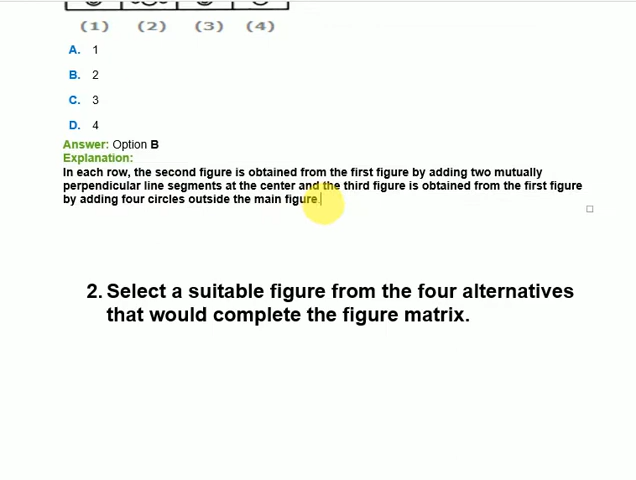 (1) (2) (3) (4)
A. 1
B. 2
C. 3
D. 4
Answer: Option B
Explanation:
In each row, the second figure is obtained from the first figure by adding two mutually
perpendicular line segments at the center and the third figure is obtained from the first figure
by adding four circles outside the main figure.
2. Select a suitable figure from the four alternatives
that would complete the figure matrix.